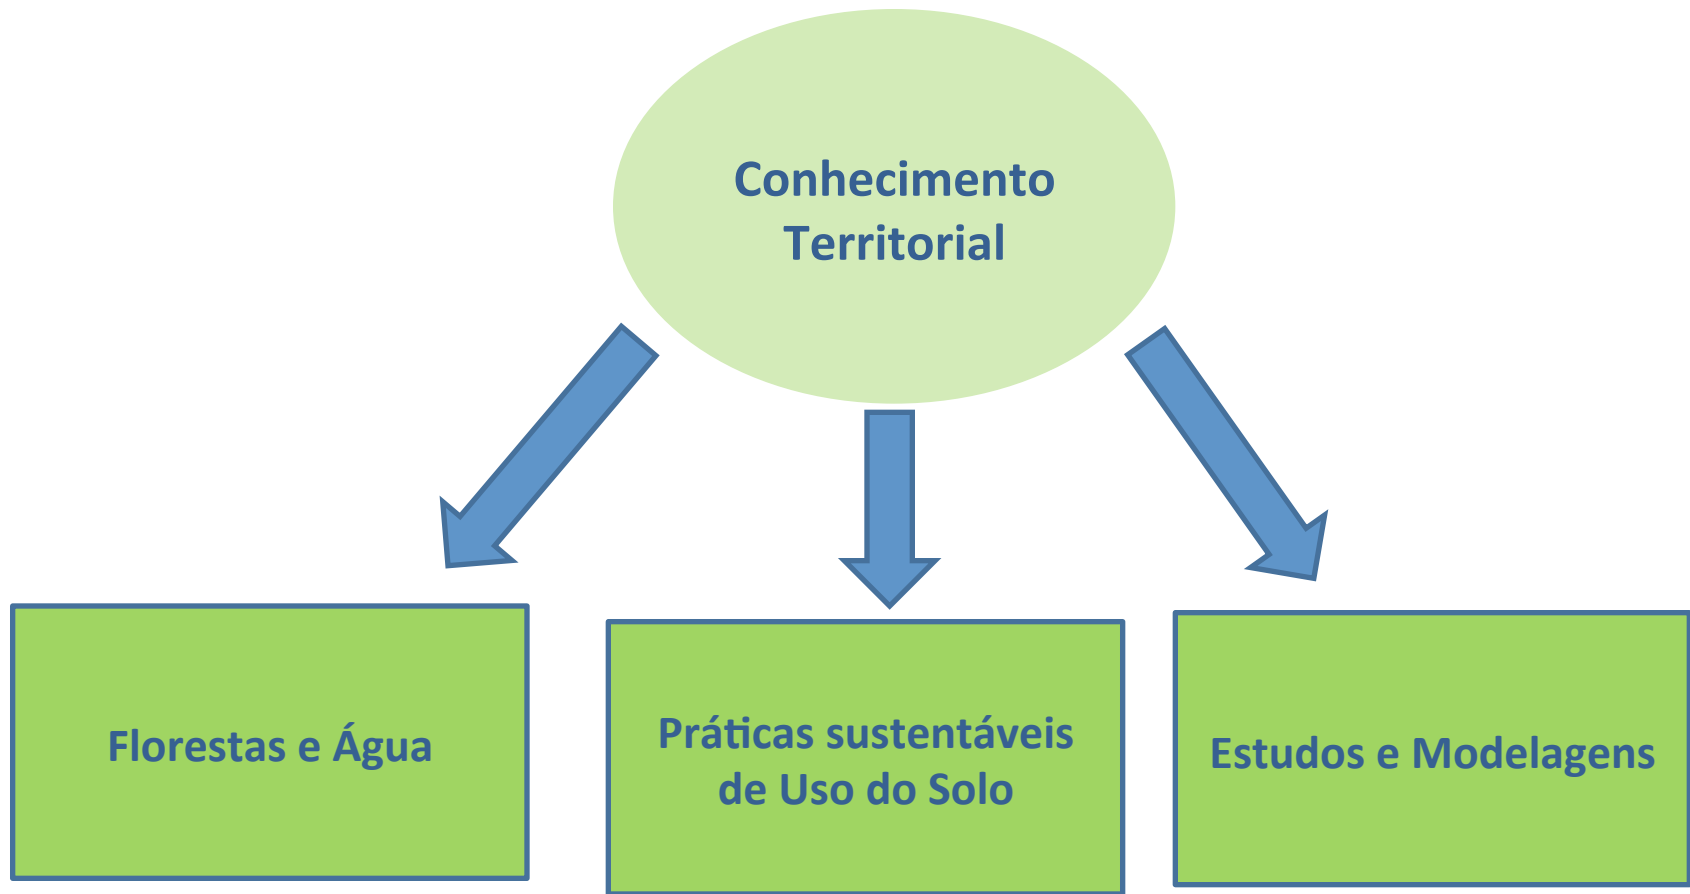 Conhecimento
Territorial
Florestas e Água
Práticas sustentáveis
de Uso do Solo
Estudos e Modelagens